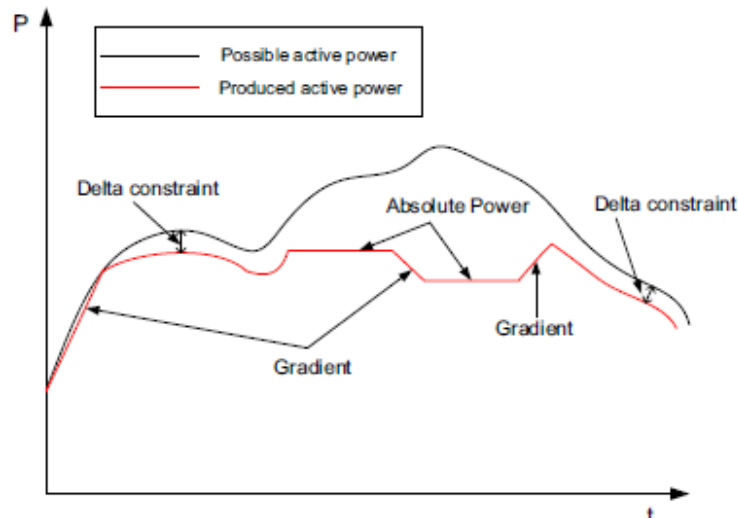 P
Possible active power
Produced active power
Delta constraint
Absolute Power
Delta constraint
Gradient
Gradient
t